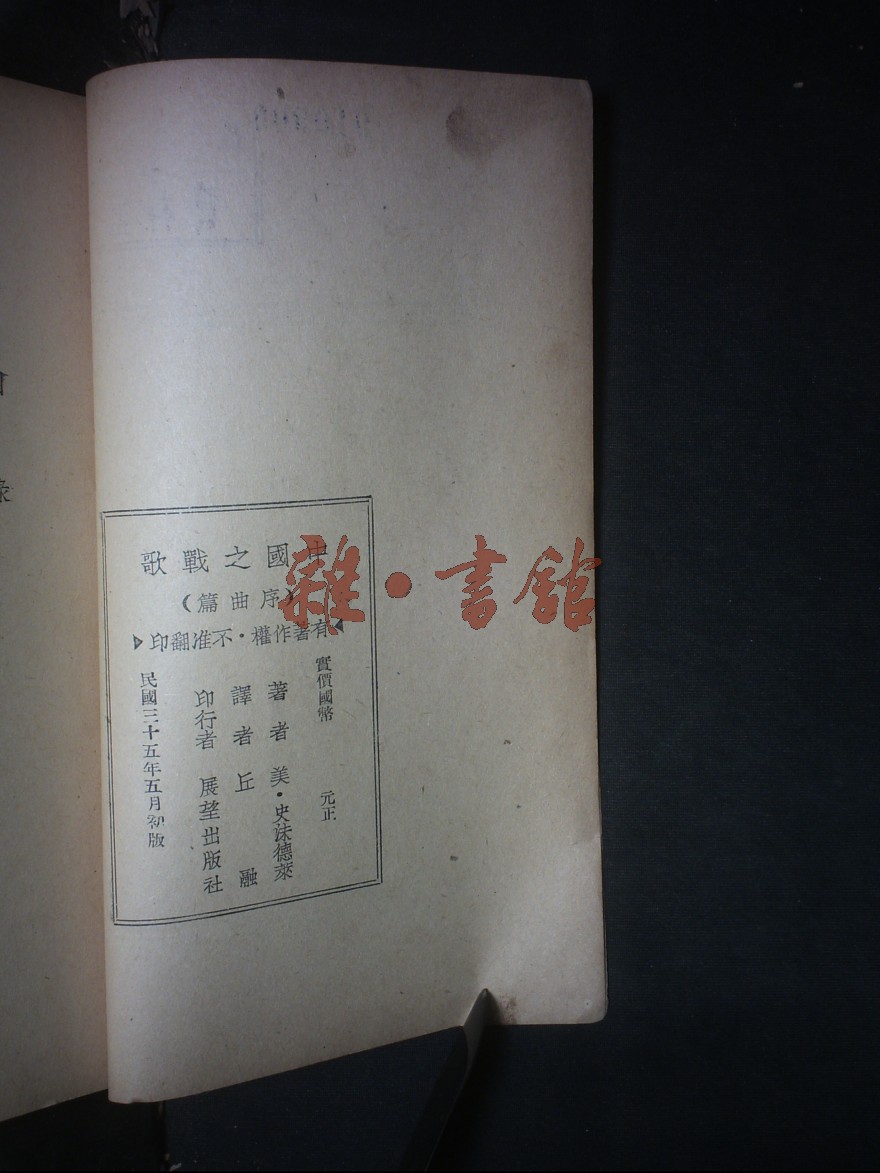 中國之戰歌
（序曲篇）
◀有著作權・不准翻印▶
實價國幣 元正
著者 美・史沫德萊
譯者 丘融
印行者 展望出版社
民國三十五年五月初版
雜・書館